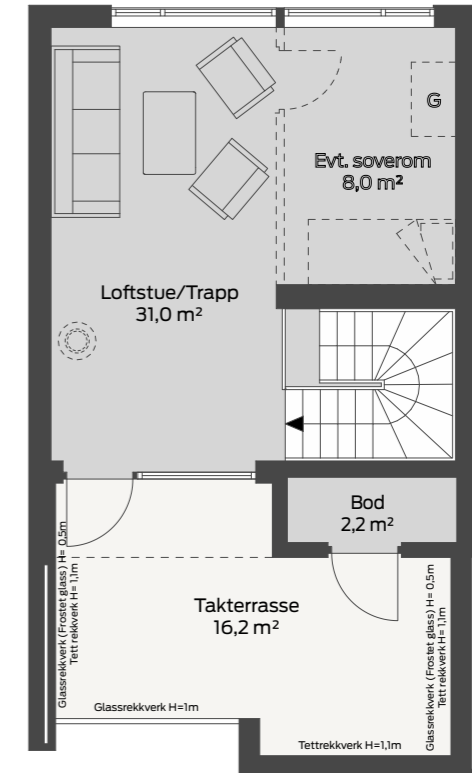 G
Evt. soverom
8,0 m²
Loftstue/Trapp
31,0 m²
Bod
2,2 m²
Glassrekkverk (Frostet glass) H= 0,5m
Tett rekkverk H= 1,1m
Takterrasse
16,2 m²
Glassrekkverk (Frostet glass) H= 0,5m
Tett rekkverk H= 1,1m
Glassrekkverk H=1m
Tettrekkverk H=1,1m